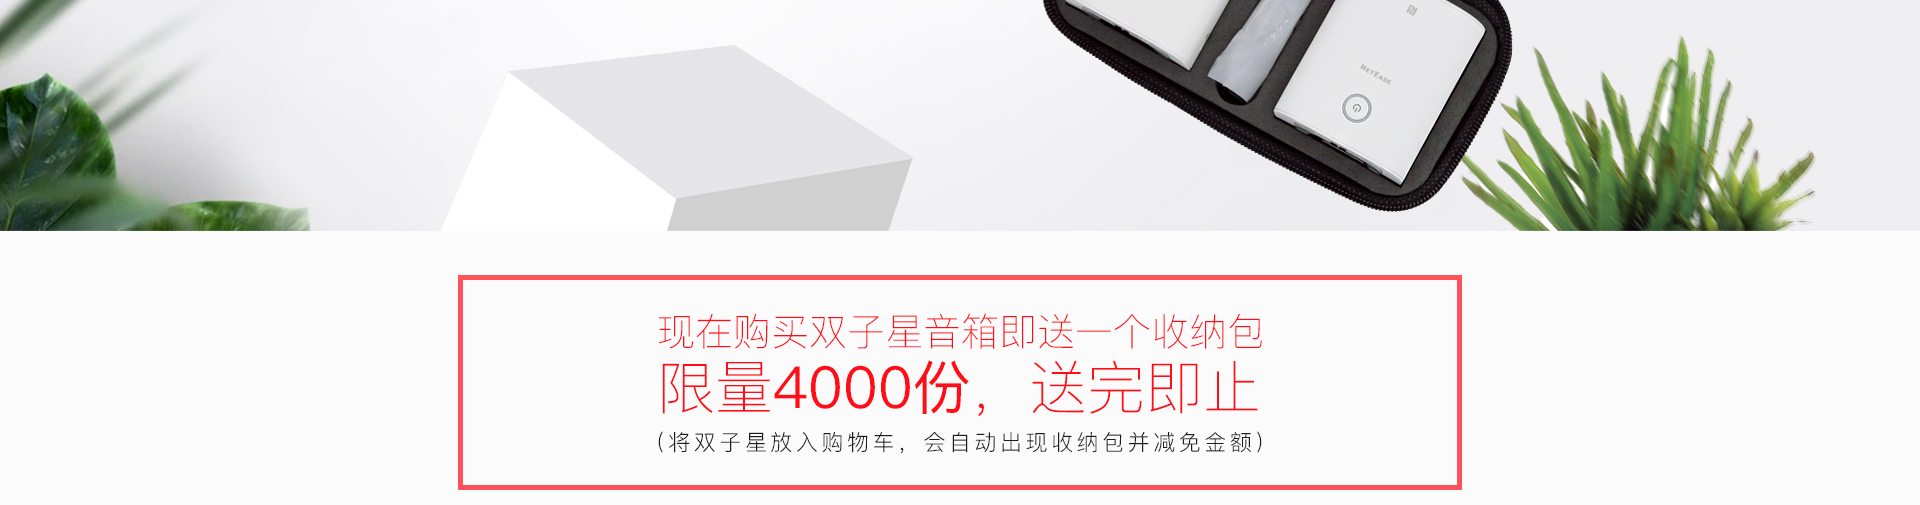 NETEASE
现在购买双子星音箱即送一个收纳包
限量4000份，送完即止
(将双子星放入购物车，会自动出现收纳包并减免金额)